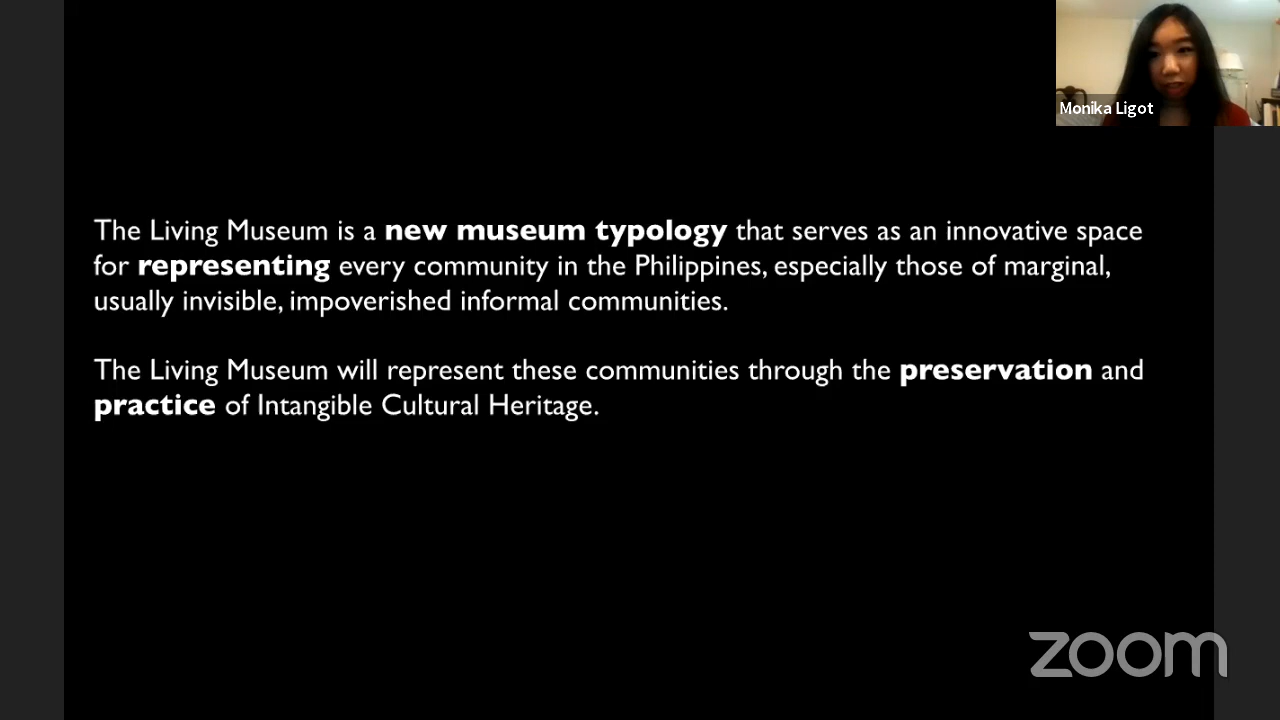 Monika Ligot
The Living Museum is a new museum typology that serves as an innovative space
for representing every community in the Philippines, especially those of marginal,
usually invisible, impoverished informal communities.
The Living Museum will represent these communities through the preservation and
practice of Intangible Cultural Heritage.
zoom